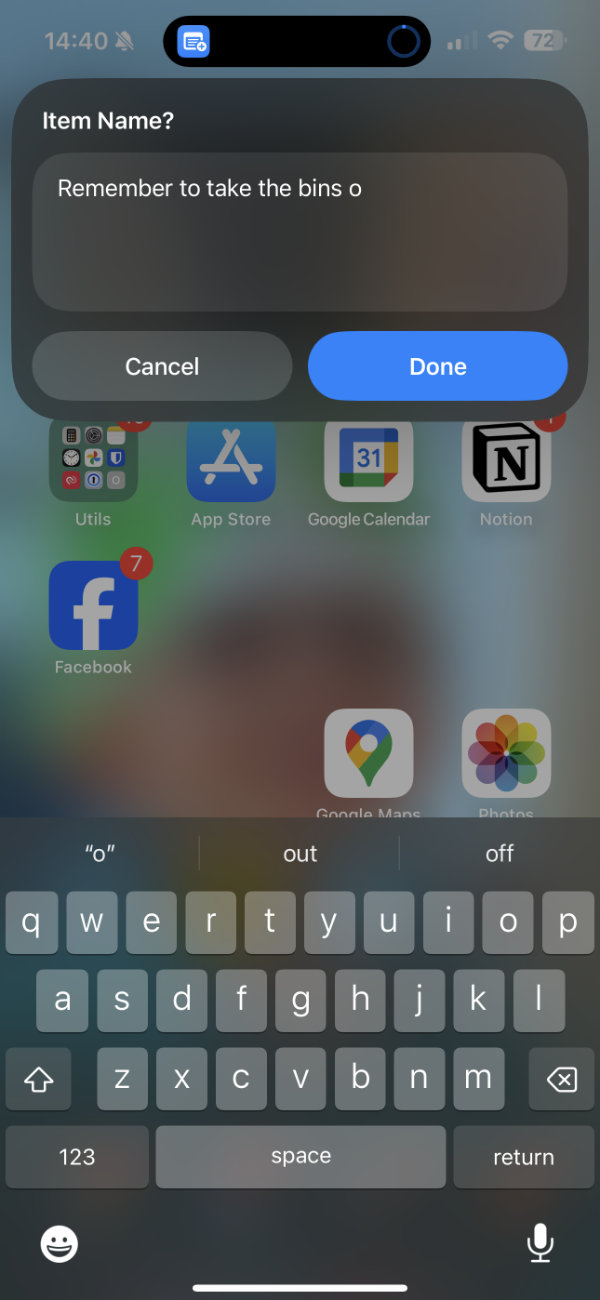 14:40
72
Item Name?
Remember to take the bins o
Cancel
Done
31
N
Utils
App Store
Google Calendar
Notion
7
Facebook
Google Maps
Photos
“o”
out
off
q w e r t y u i o p
a s d f g h j k l
z x c v b n m
123
space
return